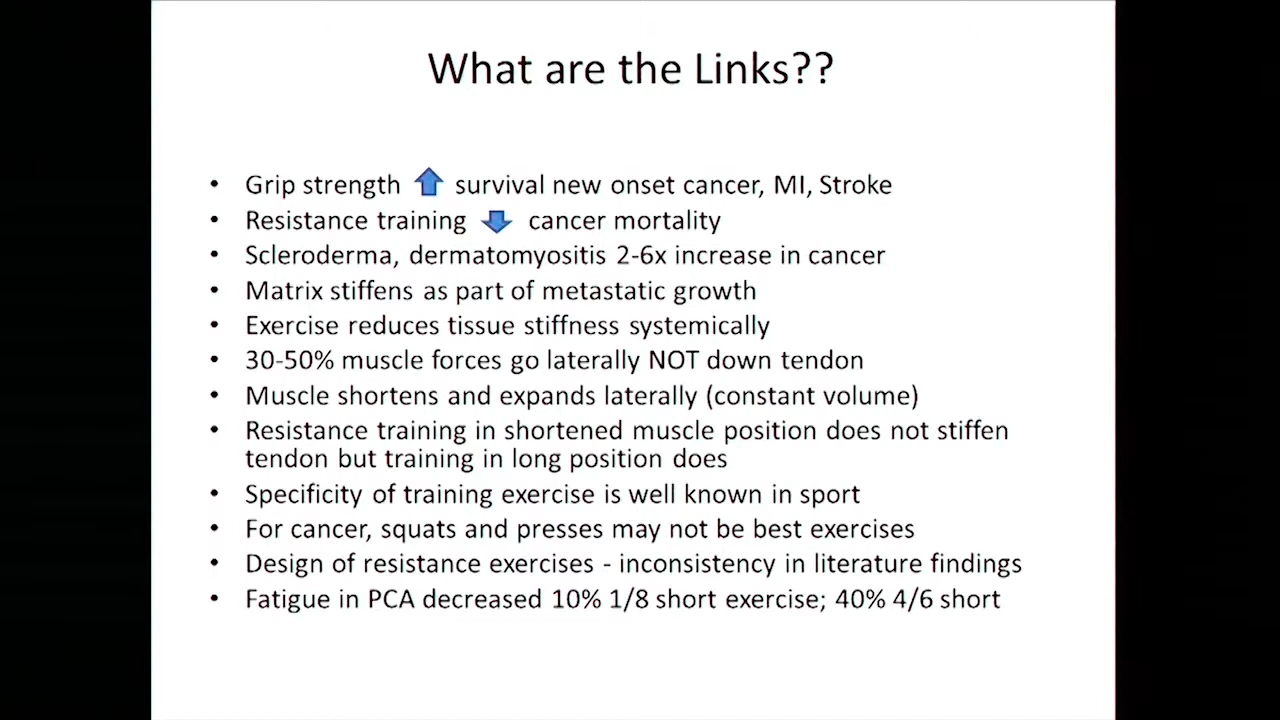 What are the Links??
• Grip strength survival new onset cancer, MI, Stroke
• Resistance training cancer mortality
• Scleroderma, dermatomyositis 2-6x increase in cancer
• Matrix stiffens as part of metastatic growth
• Exercise reduces tissue stiffness systemically
• 30-50% muscle forces go laterally NOT down tendon
• Muscle shortens and expands laterally (constant volume)
• Resistance training in shortened muscle position does not stiffen
tendon but training in long position does
• Specificity of training exercise is well known in sport
• For cancer, squats and presses may not be best exercises
• Design of resistance exercises - inconsistency in literature findings
• Fatigue in PCA decreased 10% 1/8 short exercise; 40% 4/6 short